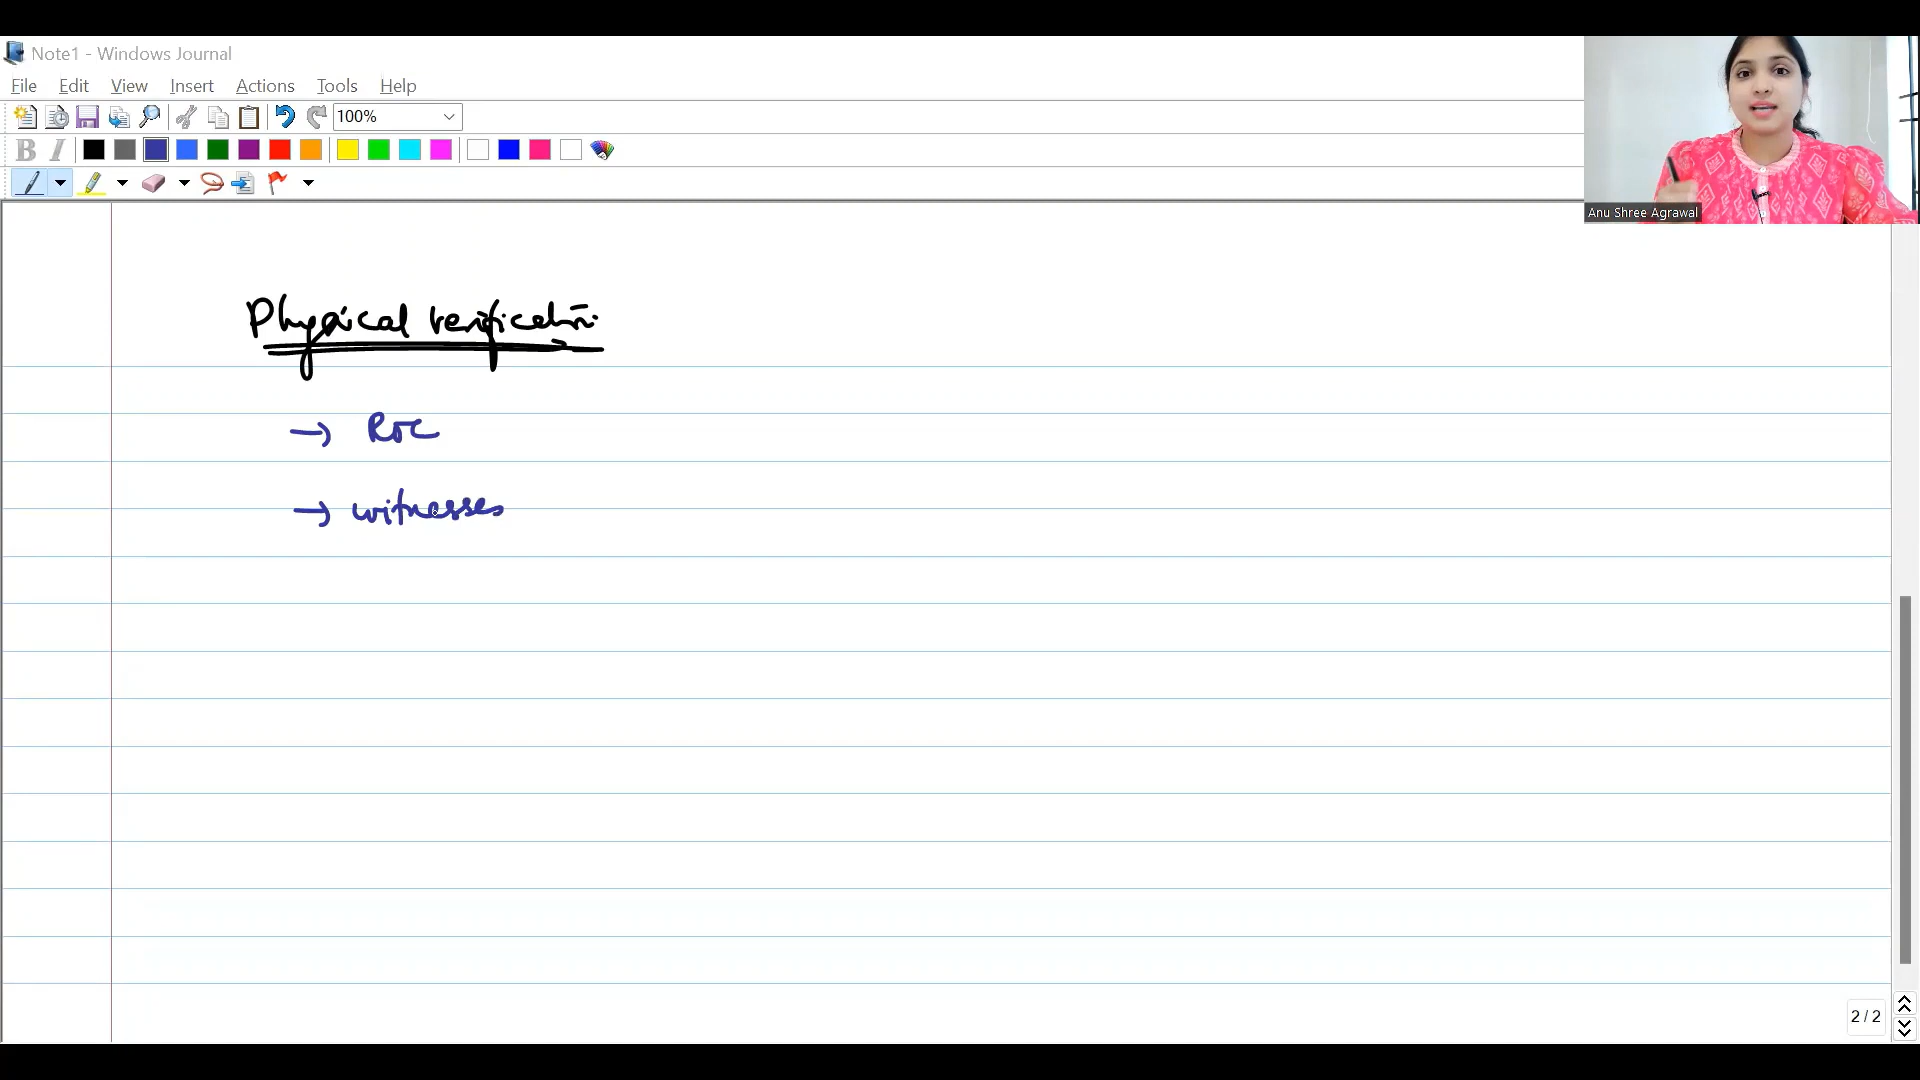 Note1 - Windows Journal
File Edit View Insert Actions Tools Help
100%
B I
Anu Shree Agrawal
Physical verification
→ ROC
→ witnesses
2 / 2